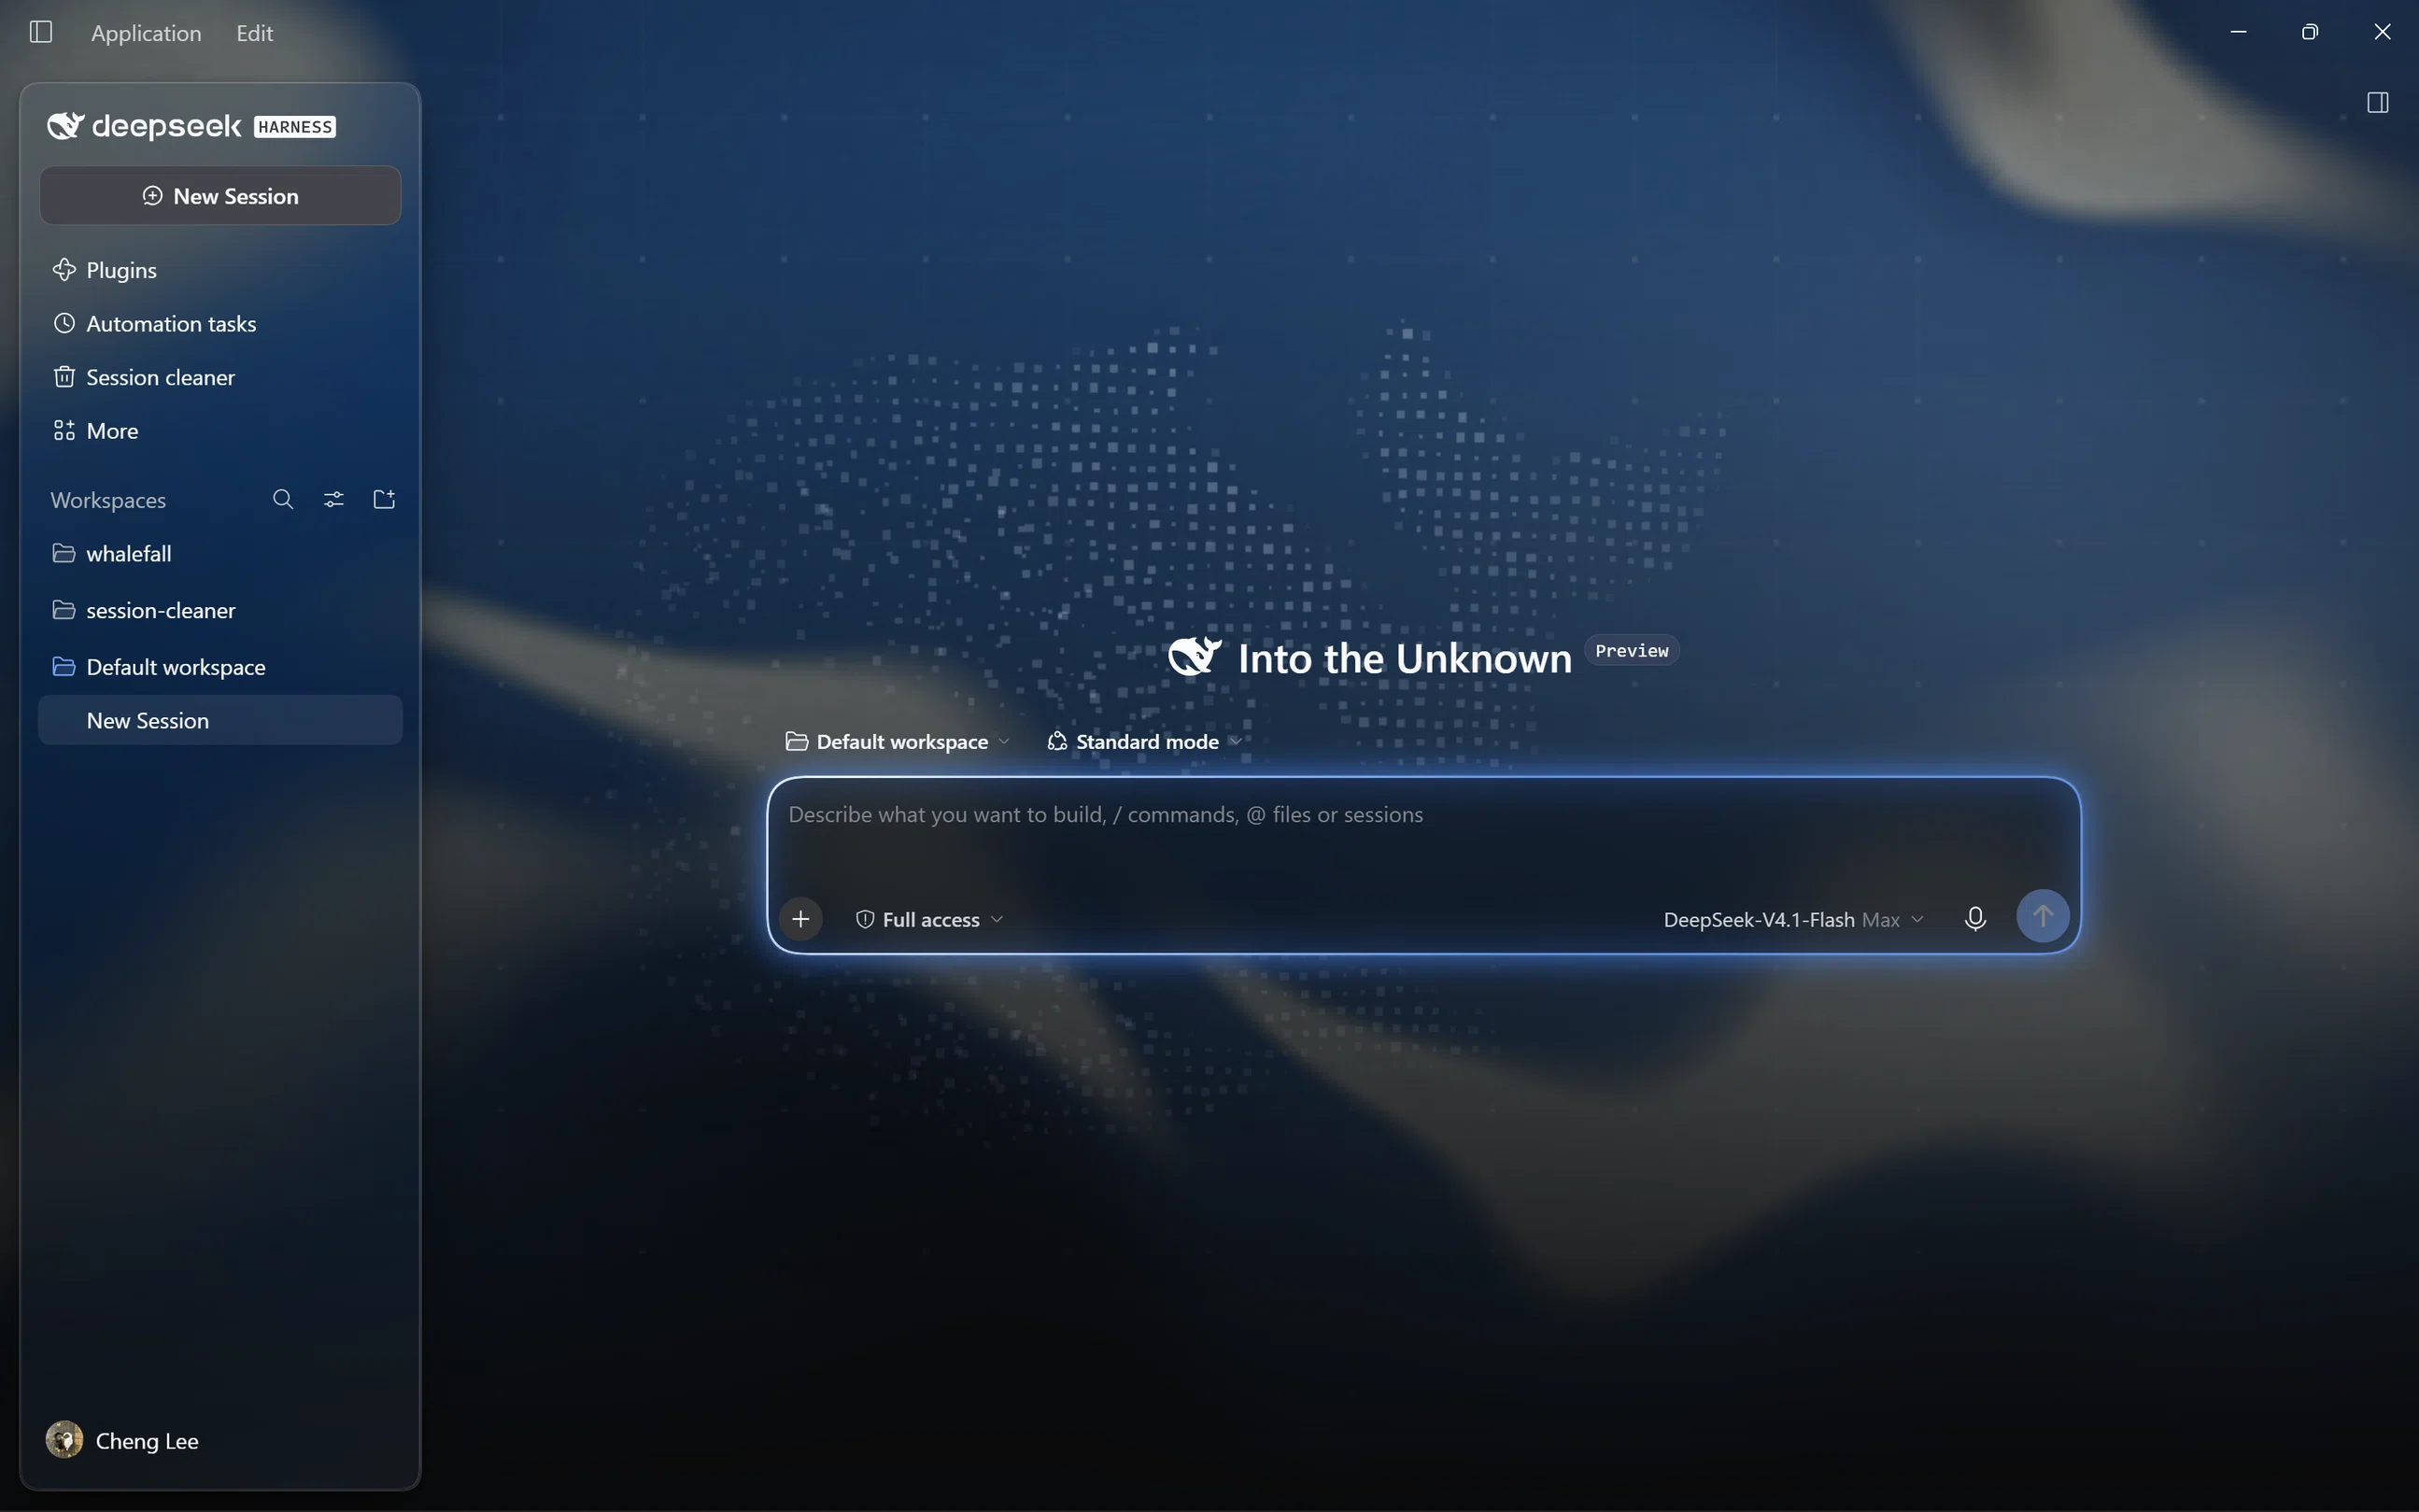 Application Edit
deepseek HARNESS
New Session
Plugins
Automation tasks
Session cleaner
More
Workspaces
whalefall
session-cleaner
Default workspace
New Session
Cheng Lee
Into the Unknown Preview
Default workspace Standard mode
Describe what you want to build, / commands, @ files or sessions
Full access DeepSeek-V4.1-Flash Max